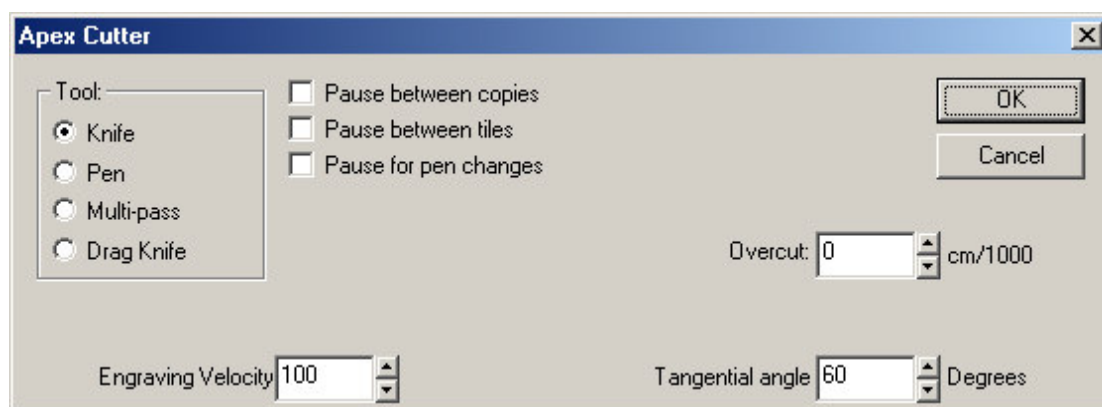 Apex Cutter
Tool:
Knife
Pen
Multi-pass
Drag Knife
Pause between copies
Pause between tiles
Pause for pen changes
OK
Cancel
Overcut: 0 cm/1000
Engraving Velocity 100
Tangential angle 60 Degrees